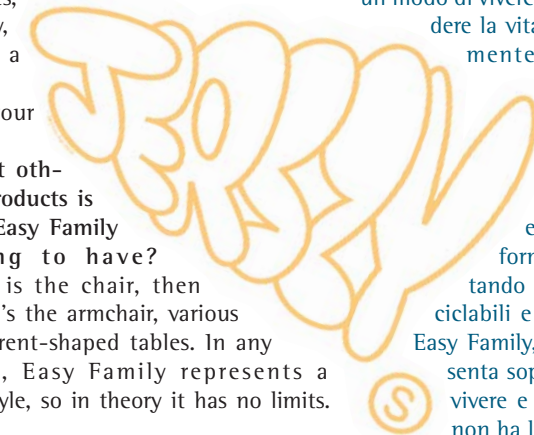 s,
y,
a
our
t oth-
roducts is
Easy Family
ng to have?
is the chair, then
's the armchair, various
rent-shaped tables. In any
, Easy Family represents a
yle, so in theory it has no limits.
JERSEY
S
un modo di vivere
dere la vita
mente
e
forn
tando
ciclabili e
Easy Family,
senta sop
vivere e
non ha l